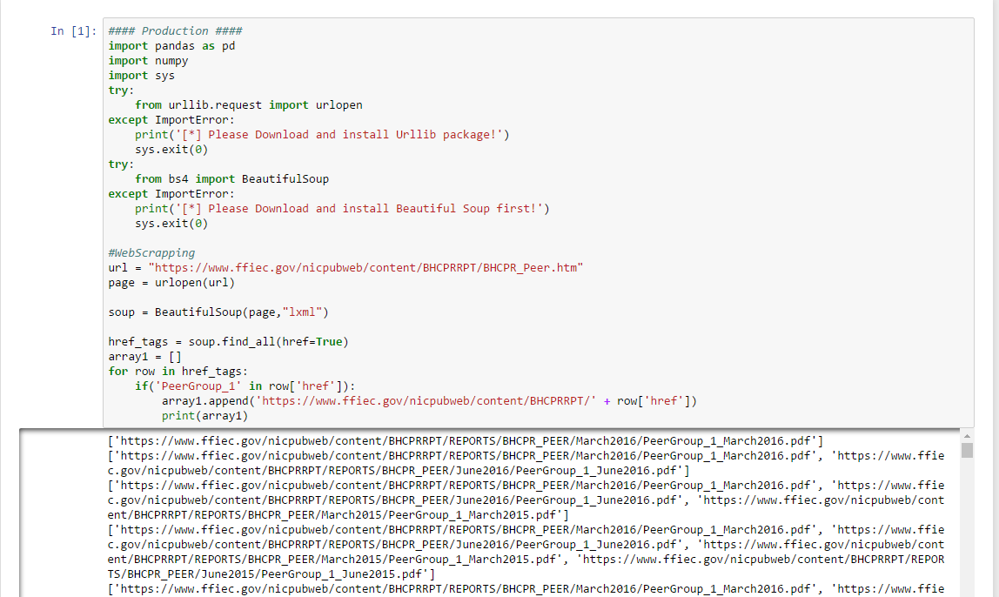 In [1]:
#### Production ####
import pandas as pd
import numpy
import sys
try:
    from urllib.request import urlopen
except ImportError:
    print('[*] Please Download and install Urllib package!')
    sys.exit(0)
try:
    from bs4 import BeautifulSoup
except ImportError:
    print('[*] Please Download and install Beautiful Soup first!')
    sys.exit(0)

#WebScrapping
url = "https://www.ffiec.gov/nicpubweb/content/BHCPRRPT/BHCPR_Peer.htm"
page = urlopen(url)

soup = BeautifulSoup(page,"lxml")

href_tags = soup.find_all(href=True)
array1 = []
for row in href_tags:
    if('PeerGroup_1' in row['href']):
        array1.append('https://www.ffiec.gov/nicpubweb/content/BHCPRRPT/' + row['href'])
        print(array1)
['https://www.ffiec.gov/nicpubweb/content/BHCPRRPT/REPORTS/BHCPR_PEER/March2016/PeerGroup_1_March2016.pdf']
['https://www.ffiec.gov/nicpubweb/content/BHCPRRPT/REPORTS/BHCPR_PEER/March2016/PeerGroup_1_March2016.pdf', 'https://www.ffie
c.gov/nicpubweb/content/BHCPRRPT/REPORTS/BHCPR_PEER/June2016/PeerGroup_1_June2016.pdf']
['https://www.ffiec.gov/nicpubweb/content/BHCPRRPT/REPORTS/BHCPR_PEER/March2016/PeerGroup_1_March2016.pdf', 'https://www.ffie
c.gov/nicpubweb/content/BHCPRRPT/REPORTS/BHCPR_PEER/June2016/PeerGroup_1_June2016.pdf', 'https://www.ffiec.gov/nicpubweb/cont
ent/BHCPRRPT/REPORTS/BHCPR_PEER/March2015/PeerGroup_1_March2015.pdf']
['https://www.ffiec.gov/nicpubweb/content/BHCPRRPT/REPORTS/BHCPR_PEER/March2016/PeerGroup_1_March2016.pdf', 'https://www.ffie
c.gov/nicpubweb/content/BHCPRRPT/REPORTS/BHCPR_PEER/June2016/PeerGroup_1_June2016.pdf', 'https://www.ffiec.gov/nicpubweb/cont
ent/BHCPRRPT/REPORTS/BHCPR_PEER/March2015/PeerGroup_1_March2015.pdf', 'https://www.ffiec.gov/nicpubweb/content/BHCPRRPT/REPOR
TS/BHCPR_PEER/June2015/PeerGroup_1_June2015.pdf']
['https://www.ffiec.gov/nicpubweb/content/BHCPRRPT/REPORTS/BHCPR_PEER/March2016/PeerGroup_1_March2016.pdf', 'https://www.ffie